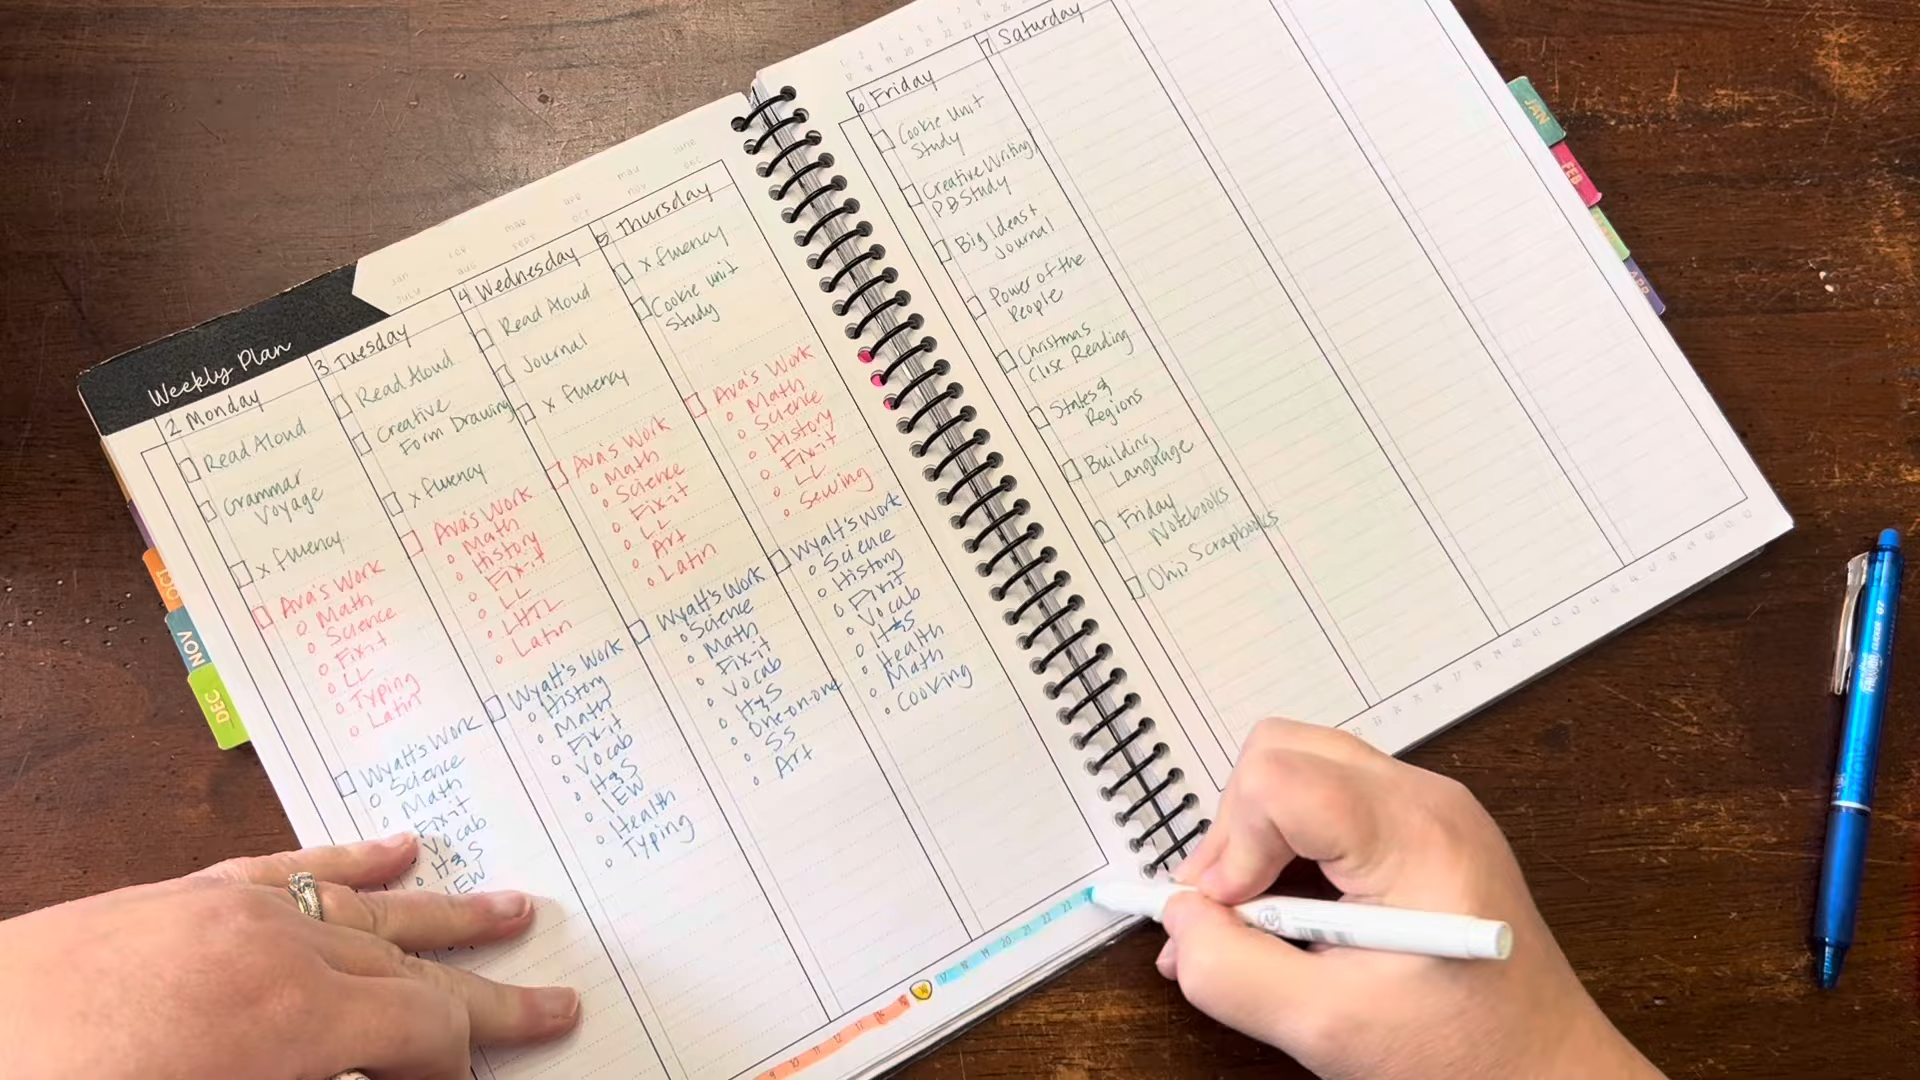 Weekly Plan
2 Monday
Read Aloud
Grammar
Voyage
x fluency
Ava's Work
Math
Science
Fix-it
LL
Typing
Latin
Wyatt's Work
Science
Math
Fix-it
Vocab
H&S
IEW
3 Tuesday
Read Aloud
Creative
Form Drawing
x fluency
Ava's Work
Math
History
Fix-it
LL
LHTL
Latin
Wyatt's Work
History
Math
Fix-it
Vocab
H&S
IEW
Health
Typing
4 Wednesday
Read Aloud
Journal
x fluency
Ava's Work
Math
Science
Fix-it
LL
Art
Latin
Wyatt's Work
Science
Math
Fix-it
Vocab
H&S
One-on-one
SS
Art
5 Thursday
x fluency
Cookie unit
Study
Ava's Work
Math
Science
History
Fix-it
LL
Sewing
Wyatt's Work
Science
History
Fix-it
Vocab
H&S
Health
Math
Cooking
6 Friday
Cookie Unit
Study
Creative Writing/
PB Study
Big Ideas +
Journal
Power of the
People
Christmas
Close Reading
States &
Regions
Building
Language
Friday
Notebooks
Ohio Scrapbooks
7 Saturday
OCT
NOV
DEC
JAN
FEB
APR